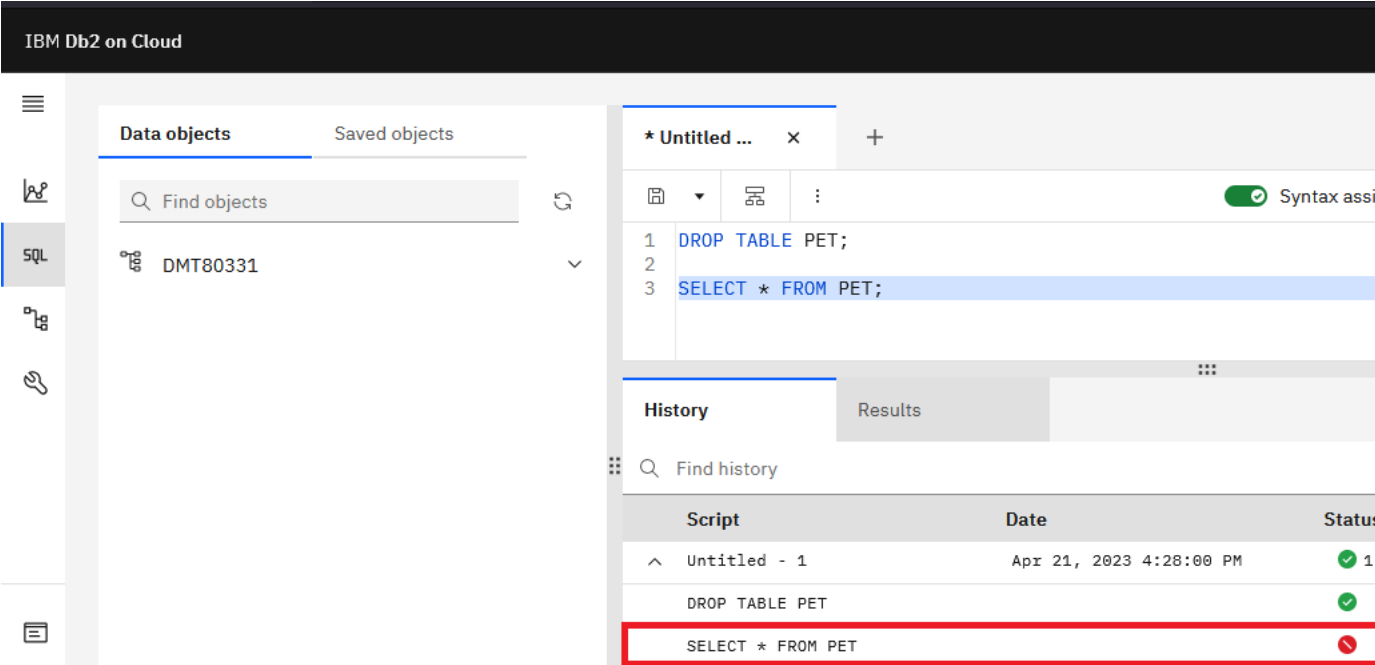 IBM Db2 on Cloud
Data objects
Saved objects
Find objects
SQL
DMT80331
* Untitled ...
Syntax assi
1 DROP TABLE PET;
2
3 SELECT * FROM PET;
History
Results
Find history
Script Date Status
Untitled - 1 Apr 21, 2023 4:28:00 PM 1
DROP TABLE PET
SELECT * FROM PET